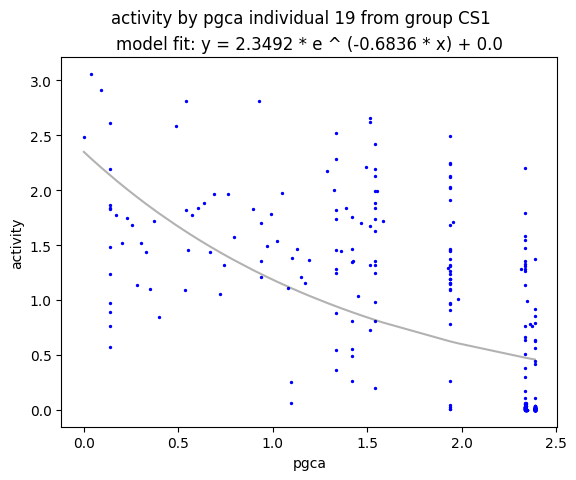 activity by pgca individual 19 from group CS1
model fit: y = 2.3492 * e ^ (-0.6836 * x) + 0.0
activity
3.0
2.5
2.0
1.5
1.0
0.5
0.0
0.0 0.5 1.0 1.5 2.0 2.5
pgca